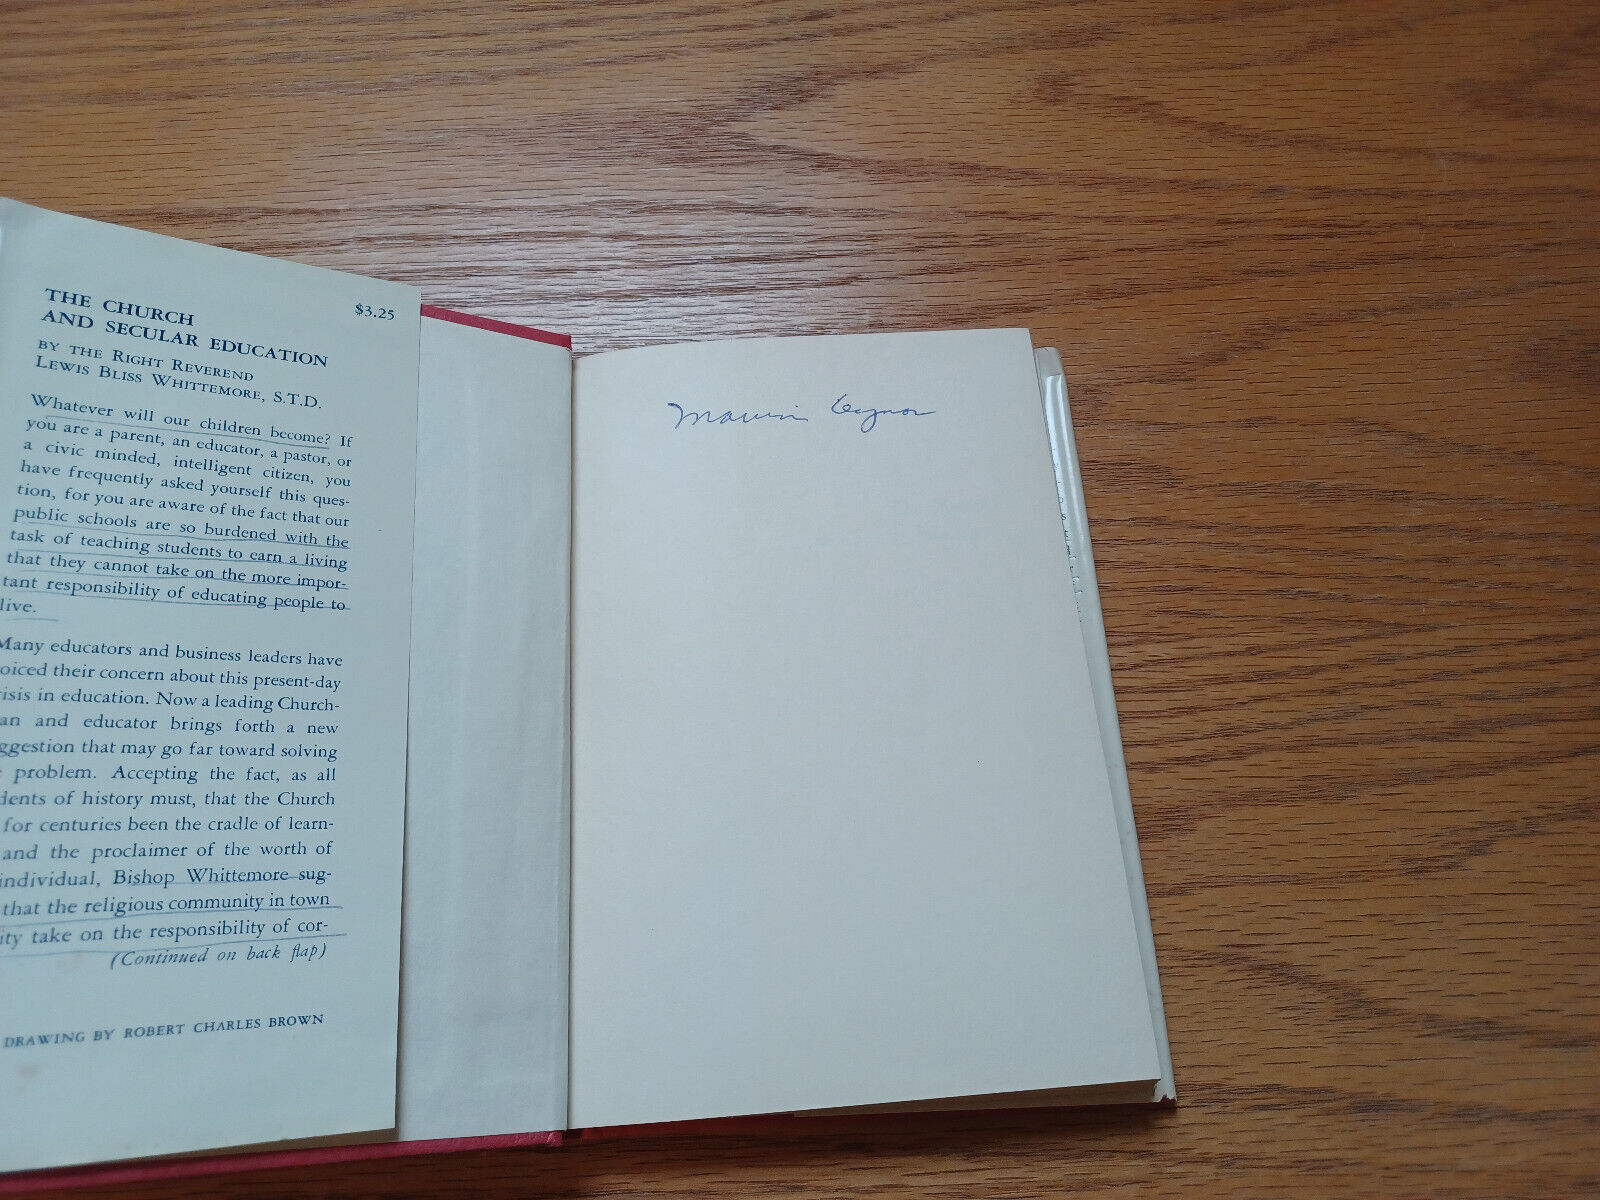 THE CHURCH
AND SECULAR EDUCATION
$3.25
BY THE RIGHT REVEREND
LEWIS BLISS WHITTEMORE, S.T.D.
Whatever will our children become? If
you are a parent, an educator, a pastor, or
a civic minded, intelligent citizen, you
have frequently asked yourself this ques-
tion, for you are aware of the fact that our
public schools are so burdened with the
task of teaching students to earn a living
that they cannot take on the more impor-
tant responsibility of educating people to
live.
Many educators and business leaders have
oiced their concern about this present-day
risis in education. Now a leading Church-
an and educator brings forth a new
ggestion that may go far toward solving
problem. Accepting the fact, as all
dents of history must, that the Church
for centuries been the cradle of learn-
and the proclaimer of the worth of
individual, Bishop Whittemore sug-
that the religious community in town
ity take on the responsibility of cor-
(Continued on back flap)
DRAWING BY ROBERT CHARLES BROWN